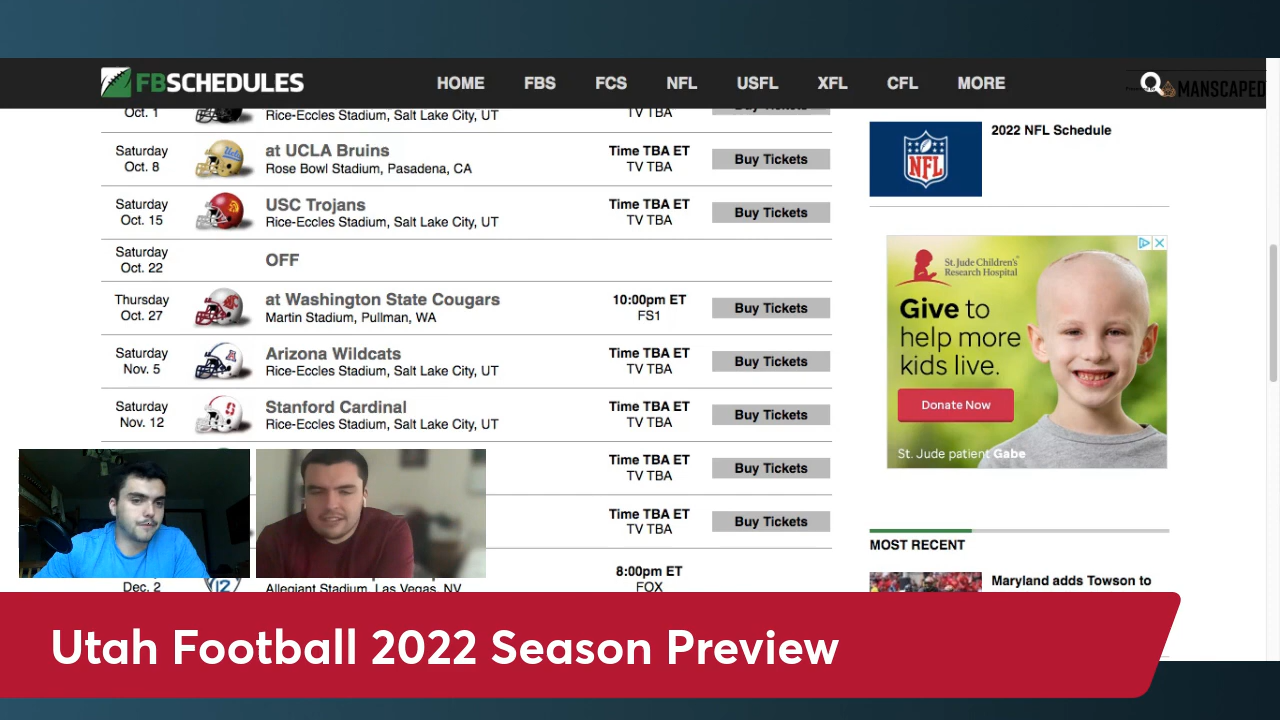 FBSCHEDULES
HOME FBS FCS NFL USFL XFL CFL MORE
MANSCAPED
Oct. 1
Rice-Eccles Stadium, Salt Lake City, UT
TV TBA
Buy Tickets
Saturday
Oct. 8
at UCLA Bruins
Rose Bowl Stadium, Pasadena, CA
Time TBA ET
TV TBA
Buy Tickets
Saturday
Oct. 15
USC Trojans
Rice-Eccles Stadium, Salt Lake City, UT
Time TBA ET
TV TBA
Buy Tickets
Saturday
Oct. 22
OFF
Thursday
Oct. 27
at Washington State Cougars
Martin Stadium, Pullman, WA
10:00pm ET
FS1
Buy Tickets
Saturday
Nov. 5
Arizona Wildcats
Rice-Eccles Stadium, Salt Lake City, UT
Time TBA ET
TV TBA
Buy Tickets
Saturday
Nov. 12
Stanford Cardinal
Rice-Eccles Stadium, Salt Lake City, UT
Time TBA ET
TV TBA
Buy Tickets
Time TBA ET
TV TBA
Buy Tickets
Time TBA ET
TV TBA
Buy Tickets
Dec. 2
12
Allegiant Stadium, Las Vegas, NV
8:00pm ET
FOX
NFL
2022 NFL Schedule
St. Jude Children's
Research Hospital
Give to
help more
kids live.
Donate Now
St. Jude patient Gabe
MOST RECENT
Maryland adds Towson to
Utah Football 2022 Season Preview